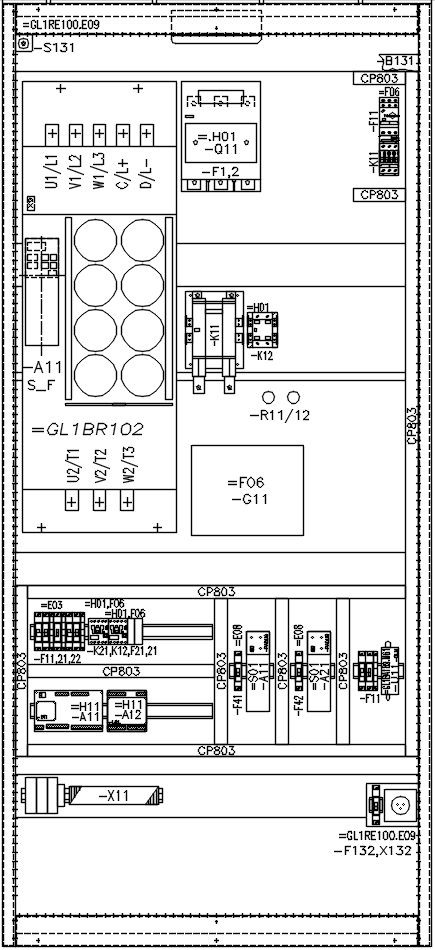 =GL1RE100.E09
-S131
-B131
CP803
=F06
-F11
-K11
CP803
U1/L1
V1/L2
W1/L3
C/L+
D/L-
=.H01
-Q11
-F1,2
-A11
S_F
-K11
=H01
-K12
-R11/12
CP803
=GL1BR102
U2/T1
V2/T2
W2/T3
=F06
-G11
CP803
=E03
=H01,F06
=H01,F06
-F11,21,22
-K21,K12,F21,21
CP803
CP803
=E08
-F41
=S01
-A11
CP803
=E08
-F42
=S01
-A21
CP803
-F11
=H11
-A11
=H11
-A12
CP803
-X11
=GL1RE100.E09
-F132,X132